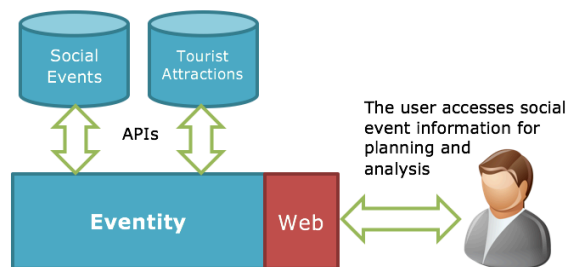 Social
Events
Tourist
Attractions
APIs
The user accesses social
event information for
planning and
analysis
Eventity
Web